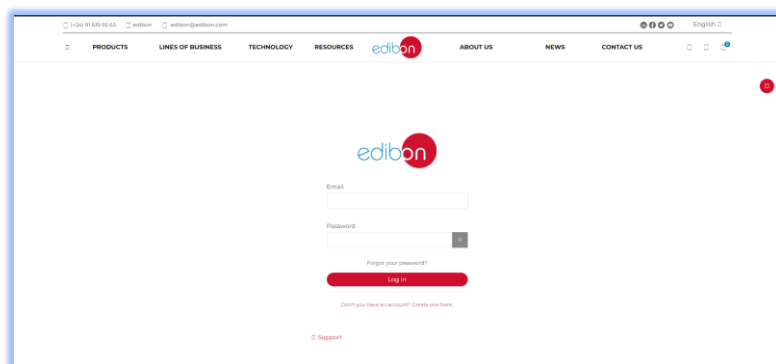 (+34) 91 619 93 63 edibon edibon@edibon.com English
PRODUCTS LINES OF BUSINESS TECHNOLOGY RESOURCES edibon ABOUT US NEWS CONTACT US 0
edibon
Email
Password
Forgot your password?
Log in
Don't you have an account? Create one here
Support